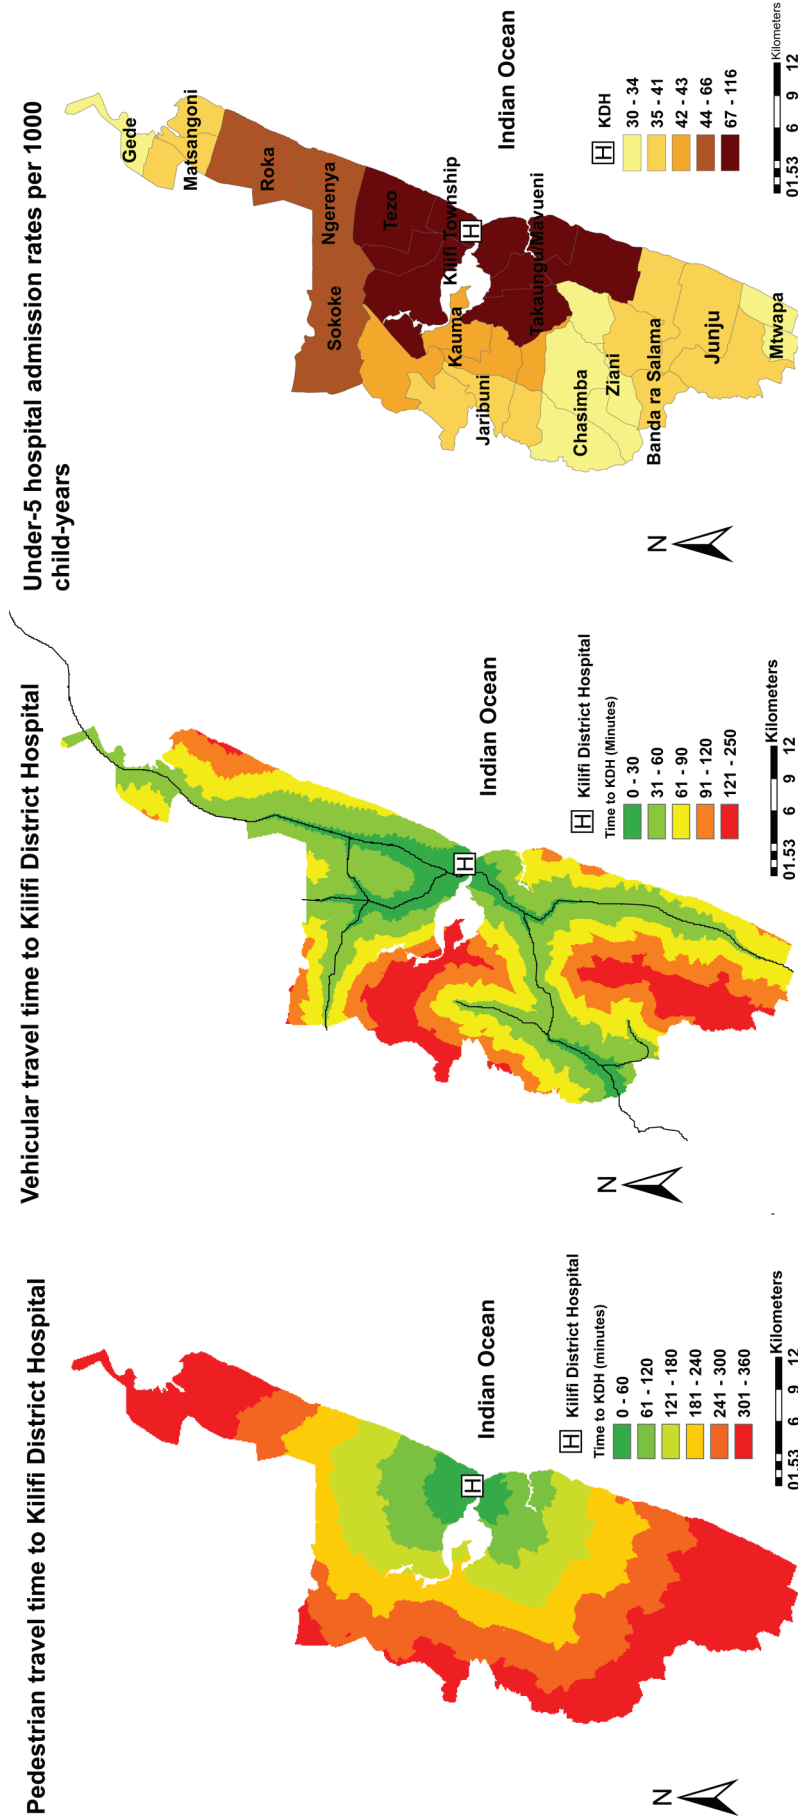 Pedestrian travel time to Kilifi District Hospital
Indian Ocean
H
H Kilifi District Hospital
Time to KDH (minutes)
0 - 60
61 - 120
121 - 180
181 - 240
241 - 300
301 - 360
N
Kilometers
0 1.5 3 6 9 12
Vehicular travel time to Kilifi District Hospital
Indian Ocean
H
H Kilifi District Hospital
Time to KDH (Minutes)
0 - 30
31 - 60
61 - 90
91 - 120
121 - 250
N
Kilometers
0 1.5 3 6 9 12
Under-5 hospital admission rates per 1000
child-years
Gede
Matsangoni
Roka
Ngerenya
Sokoke
Tezo
Kilifi Township
H
Kauma
Takaungu/Mavueni
Jaribuni
Chasimba
Ziani
Banda ra Salama
Junju
Mtwapa
Indian Ocean
H KDH
30 - 34
35 - 41
42 - 43
44 - 66
67 - 116
N
Kilometers
0 1.5 3 6 9 12